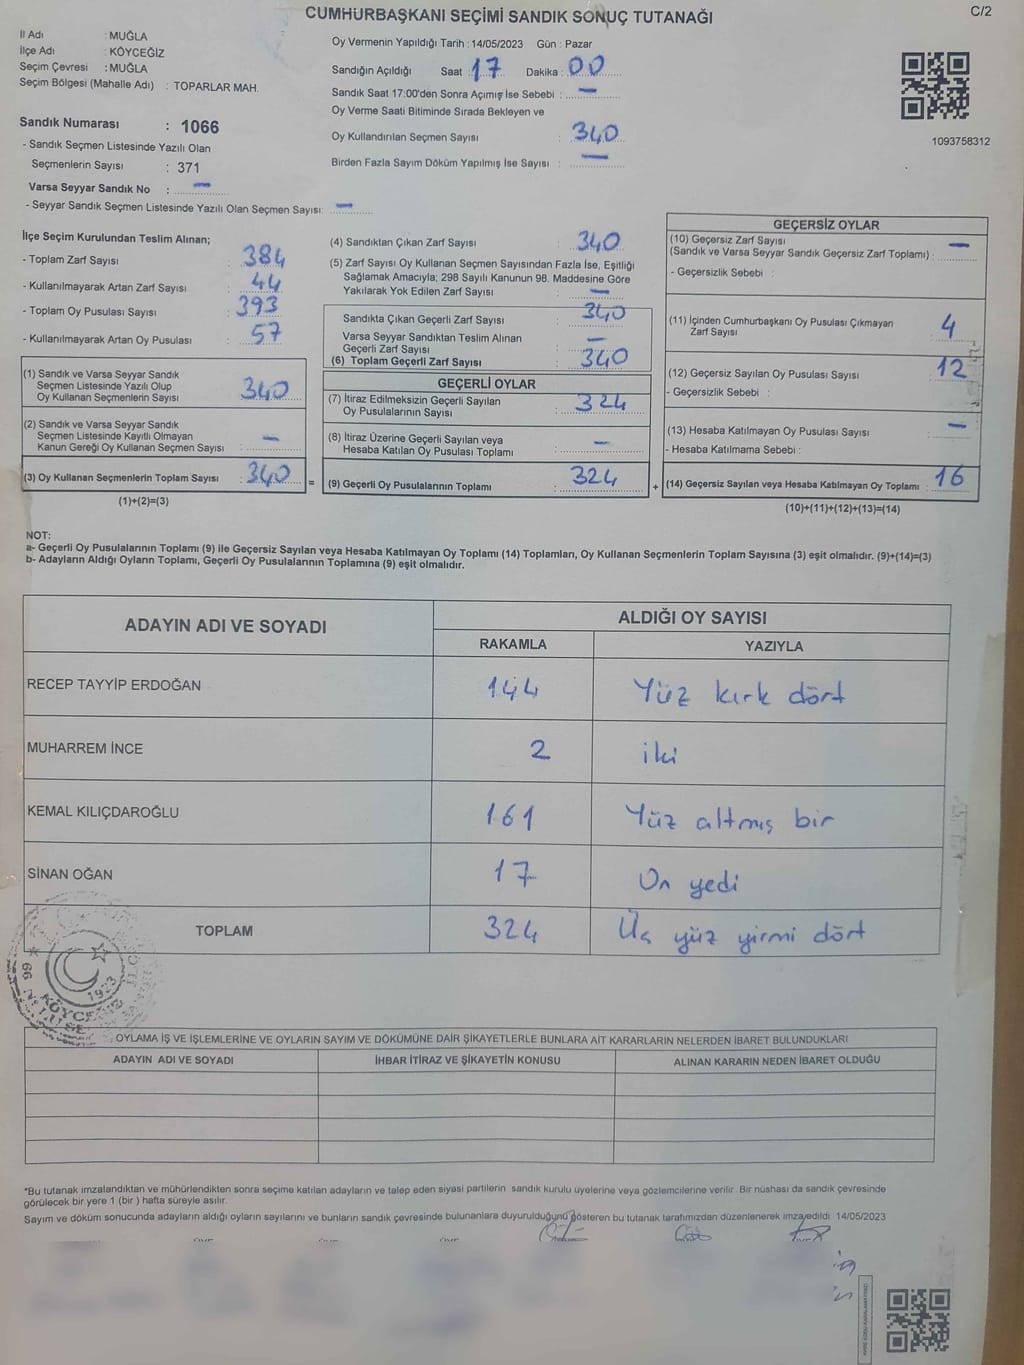 CUMHURBAŞKANI SEÇİMİ SANDIK SONUÇ TUTANAĞI
C/2
İl Adı : MUĞLA
İlçe Adı : KÖYCEĞİZ
Seçim Çevresi : MUĞLA
Seçim Bölgesi (Mahalle Adı) : TOPARLAR MAH.
Sandık Numarası : 1066
- Sandık Seçmen Listesinde Yazılı Olan
Seçmenlerin Sayısı : 371
Varsa Seyyar Sandık No : —
- Seyyar Sandık Seçmen Listesinde Yazılı Olan Seçmen Sayısı: —
Oy Vermenin Yapıldığı Tarih : 14/05/2023 Gün : Pazar
Sandığın Açıldığı Saat : 17 Dakika : 00
Sandık Saat 17:00'den Sonra Açımış İse Sebebi : —
Oy Verme Saati Bitiminde Sırada Bekleyen ve
Oy Kullandırılan Seçmen Sayısı : 340
Birden Fazla Sayım Döküm Yapılmış İse Sayısı : —
1093758312
İlçe Seçim Kurulundan Teslim Alınan;
- Toplam Zarf Sayısı : 384
- Kullanılmayarak Artan Zarf Sayısı : 44
- Toplam Oy Pusulası Sayısı : 393
- Kullanılmayarak Artan Oy Pusulası : 57
(1) Sandık ve Varsa Seyyar Sandık
Seçmen Listesinde Yazılı Olup
Oy Kullanan Seçmenlerin Sayısı : 340
(2) Sandık ve Varsa Seyyar Sandık
Seçmen Listesinde Kayıtlı Olmayan
Kanun Gereği Oy Kullanan Seçmen Sayısı : —
(3) Oy Kullanan Seçmenlerin Toplam Sayısı : 340 =
(1)+(2)=(3)
(4) Sandıktan Çıkan Zarf Sayısı : 340
(5) Zarf Sayısı Oy Kullanan Seçmen Sayısından Fazla İse, Eşitliği
Sağlamak Amacıyla; 298 Sayılı Kanunun 98. Maddesine Göre
Yakılarak Yok Edilen Zarf Sayısı : —
Sandıkta Çıkan Geçerli Zarf Sayısı : 340
Varsa Seyyar Sandıktan Teslim Alınan
Geçerli Zarf Sayısı : —
(6) Toplam Geçerli Zarf Sayısı : 340
GEÇERLİ OYLAR
(7) İtiraz Edilmeksizin Geçerli Sayılan
Oy Pusulalarının Sayısı : 324
(8) İtiraz Üzerine Geçerli Sayılan veya
Hesaba Katılan Oy Pusulası Toplamı : —
(9) Geçerli Oy Pusulalarının Toplamı : 324 +
GEÇERSİZ OYLAR
(10) Geçersiz Zarf Sayısı
(Sandık ve Varsa Seyyar Sandık Geçersiz Zarf Toplamı) : —
- Geçersizlik Sebebi :
(11) İçinden Cumhurbaşkanı Oy Pusulası Çıkmayan
Zarf Sayısı : 4
(12) Geçersiz Sayılan Oy Pusulası Sayısı : 12
- Geçersizlik Sebebi :
(13) Hesaba Katılmayan Oy Pusulası Sayısı : —
- Hesaba Katılmama Sebebi :
(14) Geçersiz Sayılan veya Hesaba Katılmayan Oy Toplamı : 16
(10)+(11)+(12)+(13)=(14)
NOT:
a- Geçerli Oy Pusulalarının Toplamı (9) ile Geçersiz Sayılan veya Hesaba Katılmayan Oy Toplamı (14) Toplamları, Oy Kullanan Seçmenlerin Toplam Sayısına (3) eşit olmalıdır. (9)+(14)=(3)
b- Adayların Aldığı Oyların Toplamı, Geçerli Oy Pusulalarının Toplamına (9) eşit olmalıdır.
ADAYIN ADI VE SOYADI ALDIĞI OY SAYISI
RAKAMLA YAZIYLA
RECEP TAYYİP ERDOĞAN 144 Yüz kırk dört
MUHARREM İNCE 2 iki
KEMAL KILIÇDAROĞLU 161 Yüz altmış bir
SİNAN OĞAN 17 On yedi
TOPLAM 324 Üç yüz yirmi dört
1923
OYLAMA İŞ VE İŞLEMLERİNE VE OYLARIN SAYIM VE DÖKÜMÜNE DAİR ŞİKAYETLERLE BUNLARA AİT KARARLARIN NELERDEN İBARET BULUNDUKLARI
ADAYIN ADI VE SOYADI İHBAR İTİRAZ VE ŞİKAYETİN KONUSU ALINAN KARARIN NEDEN İBARET OLDUĞU
*Bu tutanak imzalandıktan ve mühürlendikten sonra seçime katılan adayların ve talep eden siyasi partilerin sandık kurulu üyelerine veya gözlemcilerine verilir. Bir nüshası da sandık çevresinde
görülecek bir yere 1 (bir ) hafta süreyle asılır.
Sayım ve döküm sonucunda adayların aldığı oyların sayılarını ve bunların sandık çevresinde bulunanlara duyurulduğunu gösteren bu tutanak tarafımızdan düzenlenerek imzayedildi. 14/05/2023